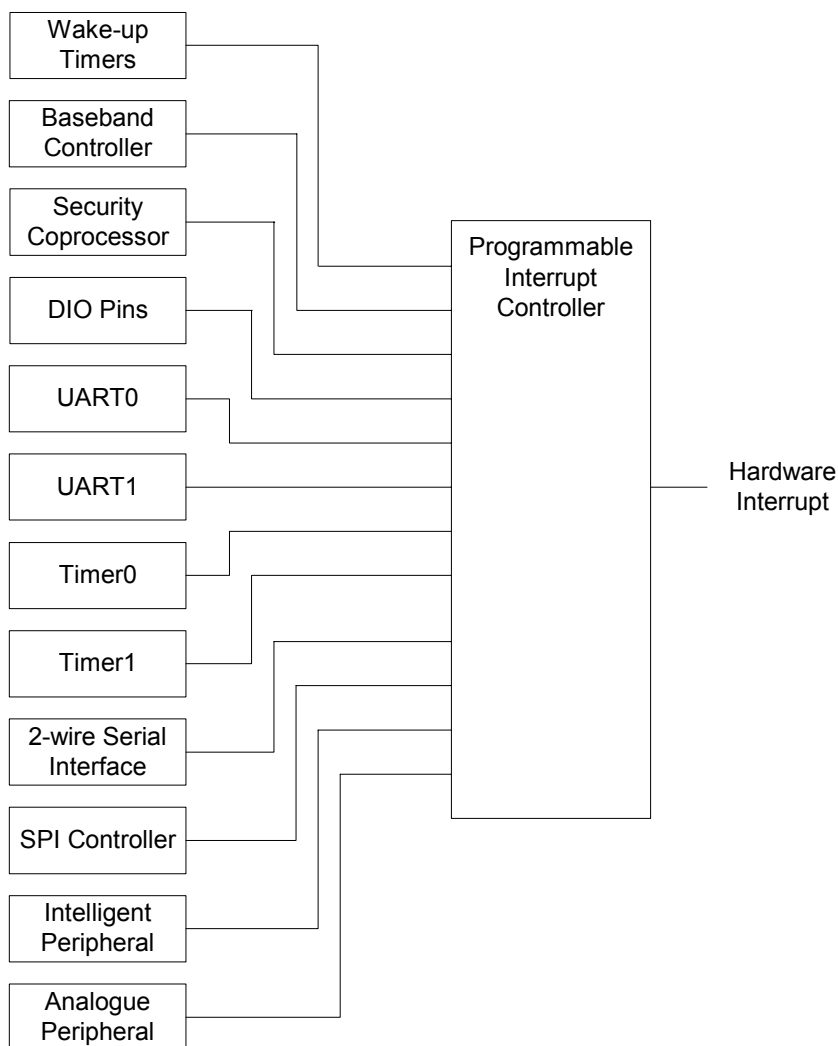 Wake-up
Timers
Baseband
Controller
Security
Coprocessor
DIO Pins
UART0
UART1
Timer0
Timer1
2-wire Serial
Interface
SPI Controller
Intelligent
Peripheral
Analogue
Peripheral
Programmable
Interrupt
Controller
Hardware
Interrupt